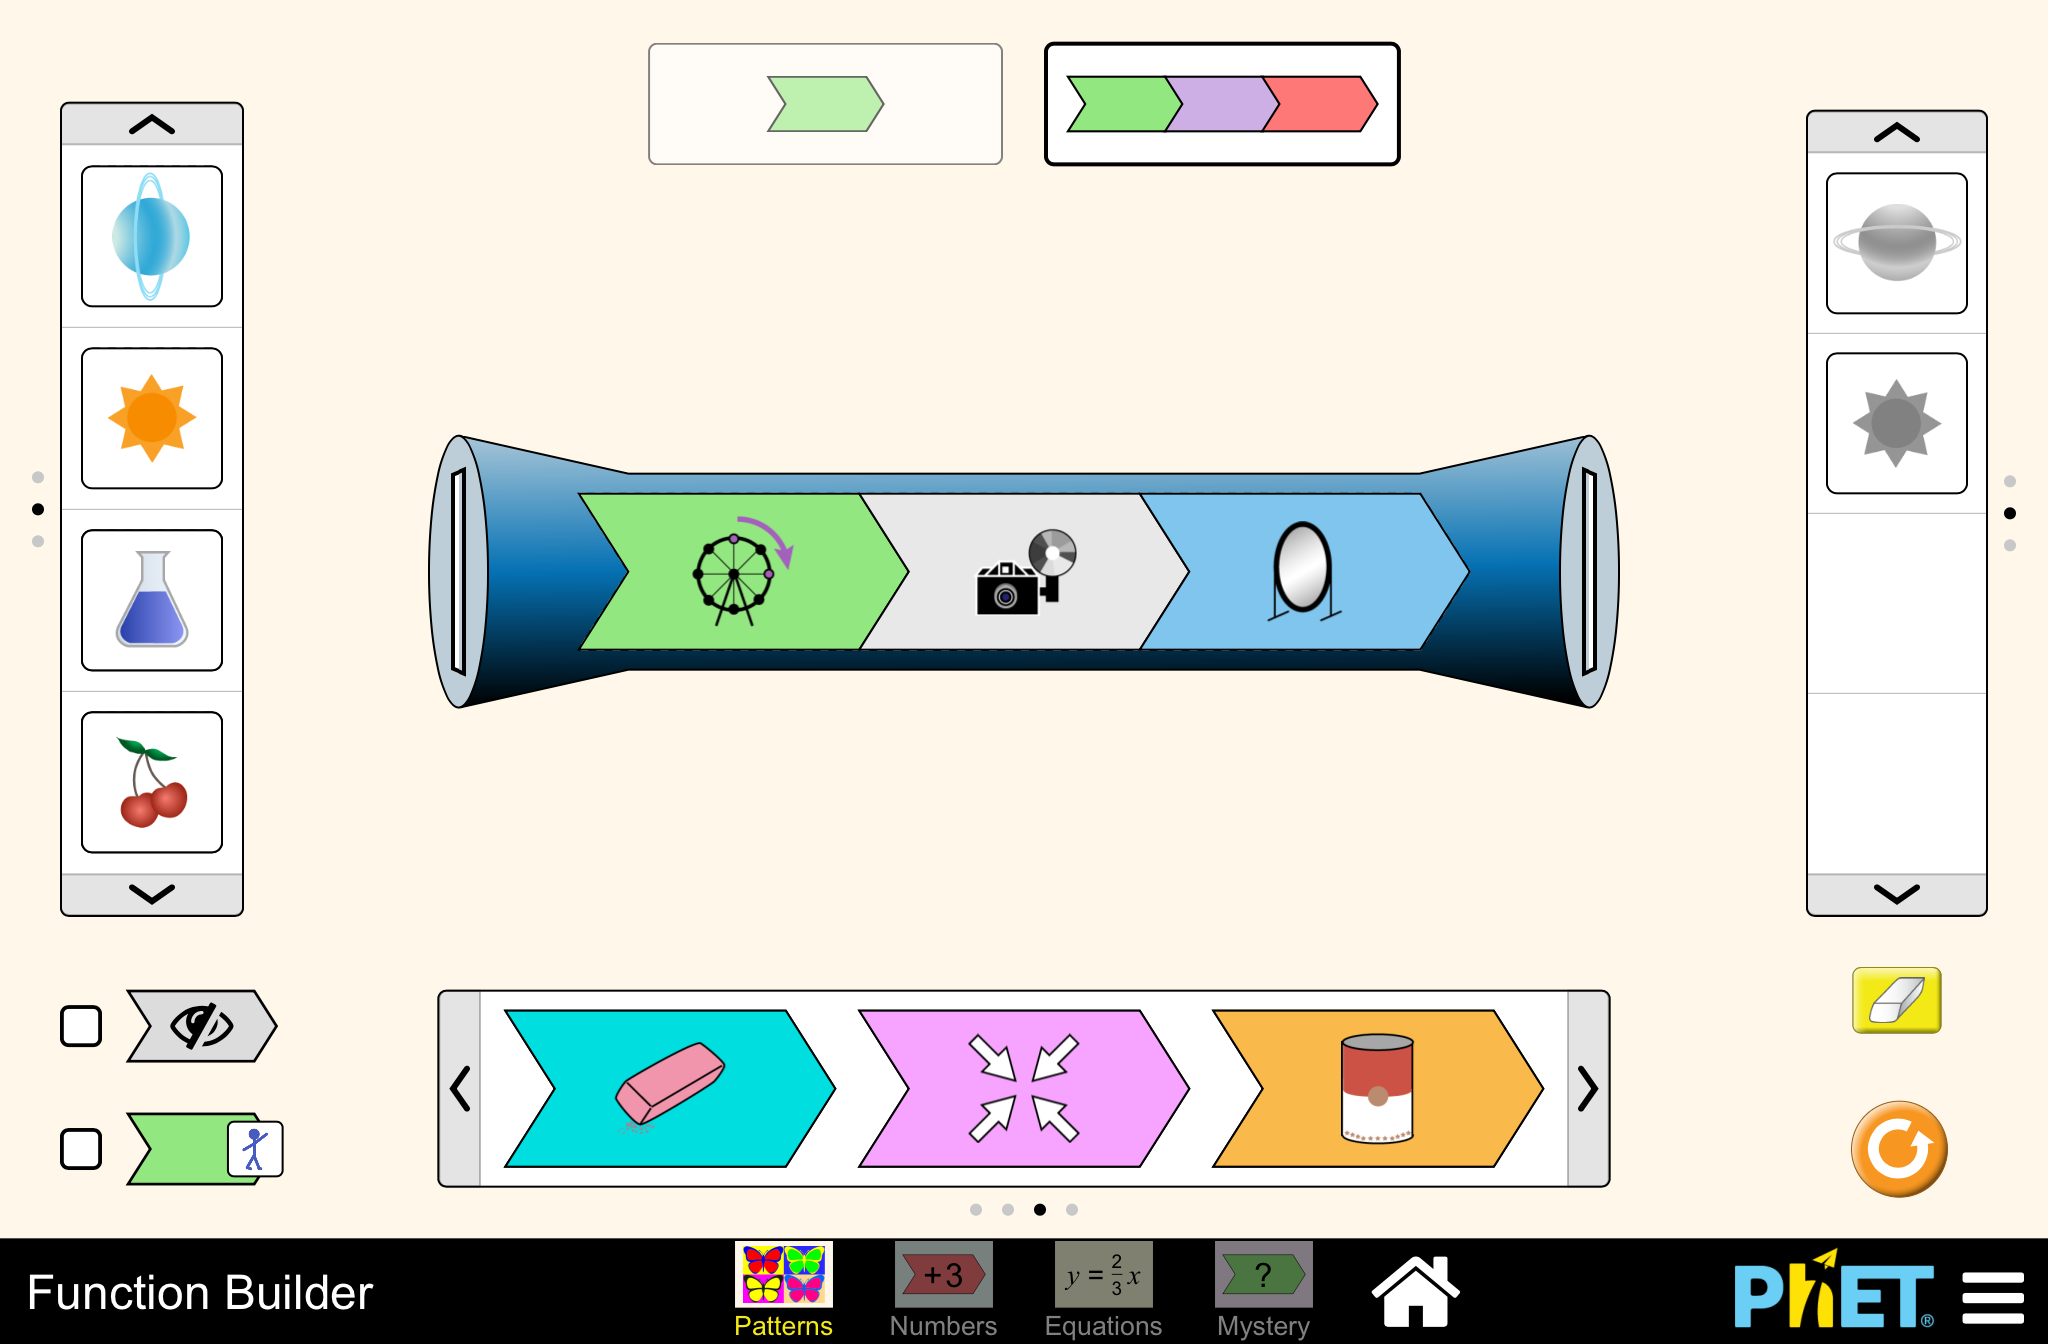 Function Builder
Patterns
+3
Numbers
y = 2/3 x
Equations
?
Mystery
PhET®